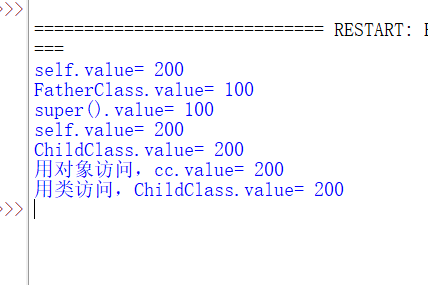 >>>
============================= RESTART: 
===
self.value= 200
FatherClass.value= 100
super().value= 100
self.value= 200
ChildClass.value= 200
用对象访问，cc.value= 200
用类访问，ChildClass.value= 200
>>>